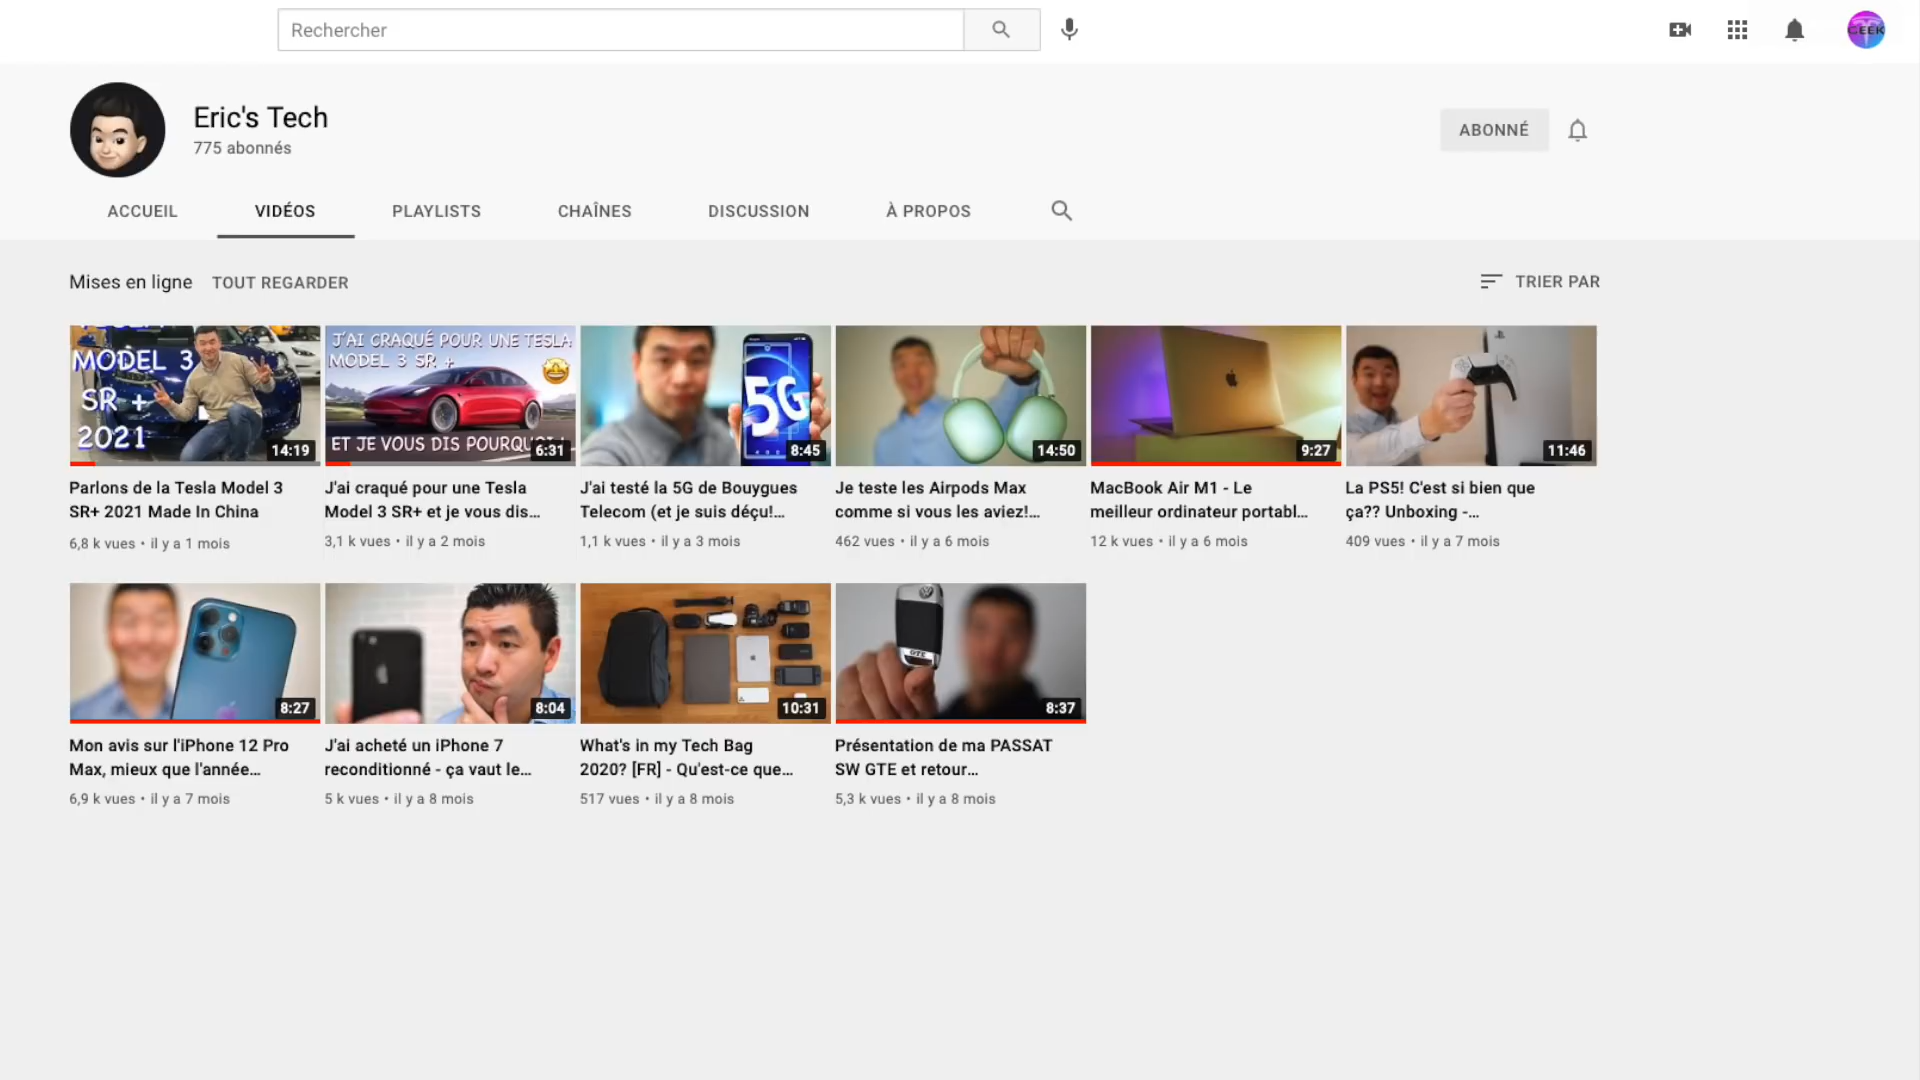 Rechercher
GEEK
Eric's Tech
775 abonnés
ABONNÉ
ACCUEIL
VIDÉOS
PLAYLISTS
CHAÎNES
DISCUSSION
À PROPOS
Mises en ligne
TOUT REGARDER
TRIER PAR
MODEL 3
SR +
2021
14:19
J'AI CRAQUÉ POUR UNE TESLA
MODEL 3 SR +
ET JE VOUS DIS POURQUOI !
6:31
5G
8:45
14:50
9:27
11:46
Parlons de la Tesla Model 3
SR+ 2021 Made In China
6,8 k vues • il y a 1 mois
J'ai craqué pour une Tesla
Model 3 SR+ et je vous dis...
3,1 k vues • il y a 2 mois
J'ai testé la 5G de Bouygues
Telecom (et je suis déçu!...
1,1 k vues • il y a 3 mois
Je teste les Airpods Max
comme si vous les aviez!...
462 vues • il y a 6 mois
MacBook Air M1 - Le
meilleur ordinateur portabl...
12 k vues • il y a 6 mois
La PS5! C'est si bien que
ça?? Unboxing -...
409 vues • il y a 7 mois
8:27
8:04
10:31
GTE
8:37
Mon avis sur l'iPhone 12 Pro
Max, mieux que l'année...
6,9 k vues • il y a 7 mois
J'ai acheté un iPhone 7
reconditionné - ça vaut le...
5 k vues • il y a 8 mois
What's in my Tech Bag
2020? [FR] - Qu'est-ce que...
517 vues • il y a 8 mois
Présentation de ma PASSAT
SW GTE et retour...
5,3 k vues • il y a 8 mois